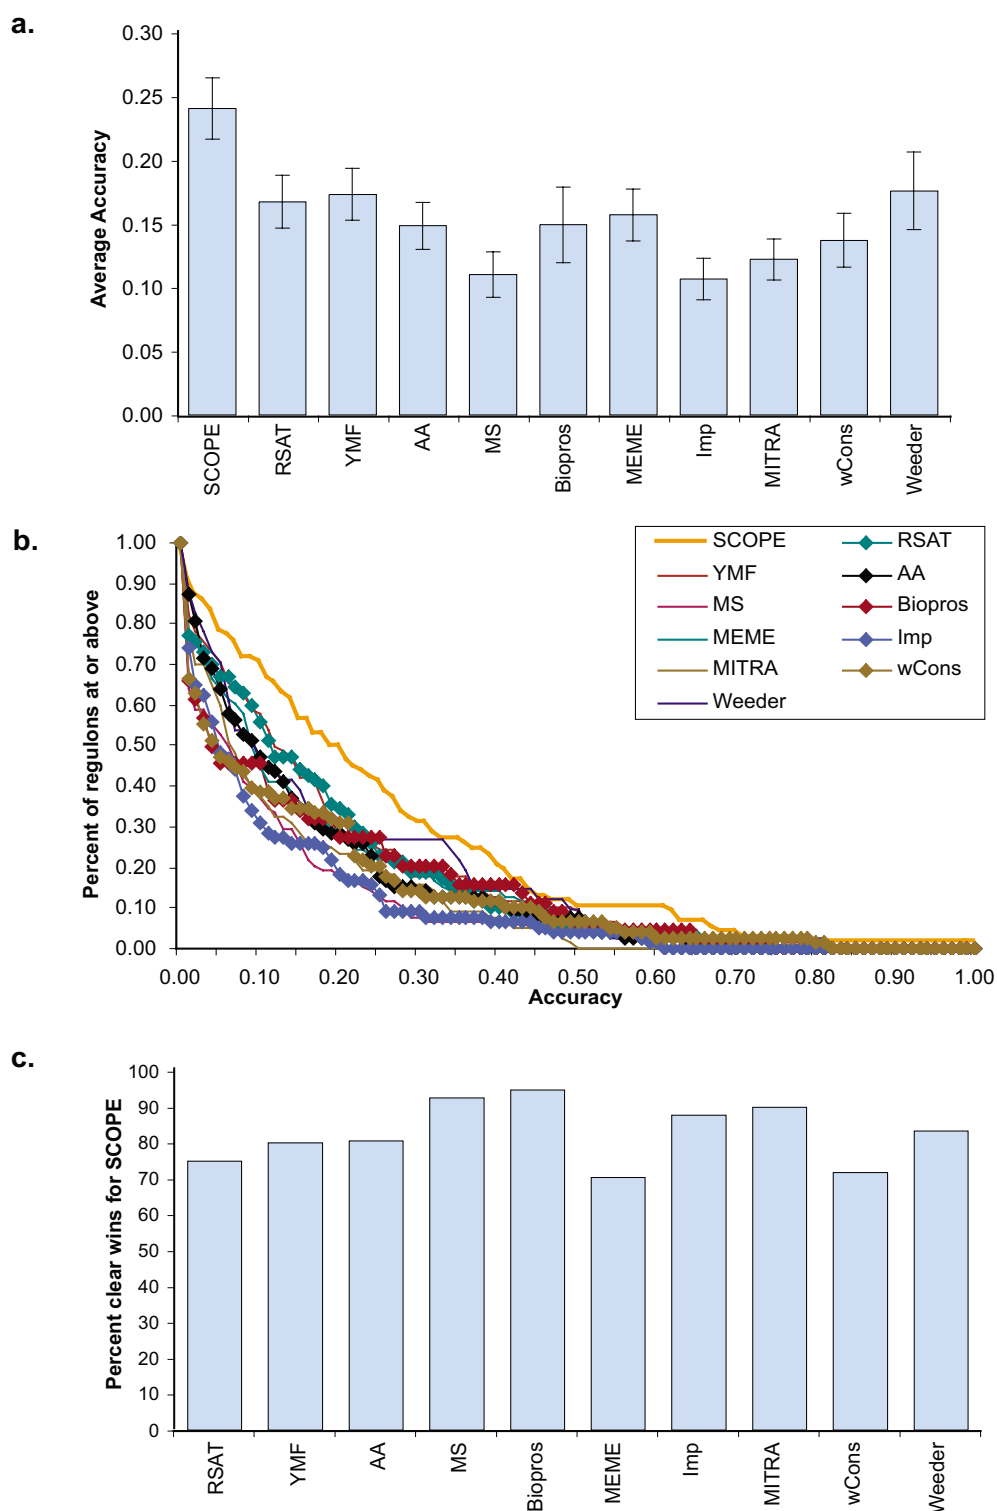 a.
0.30
0.25
0.20
0.15
0.10
0.05
0.00
Average Accuracy
SCOPE
RSAT
YMF
AA
MS
Biopros
MEME
Imp
MITRA
wCons
Weeder
b.
1.00
0.90
0.80
0.70
0.60
0.50
0.40
0.30
0.20
0.10
0.00
Percent of regulons at or above
SCOPE RSAT
YMF AA
MS Biopros
MEME Imp
MITRA wCons
Weeder
0.00 0.10 0.20 0.30 0.40 0.50 0.60 0.70 0.80 0.90 1.00
Accuracy
c.
100
90
80
70
60
50
40
30
20
10
0
Percent clear wins for SCOPE
RSAT
YMF
AA
MS
Biopros
MEME
Imp
MITRA
wCons
Weeder